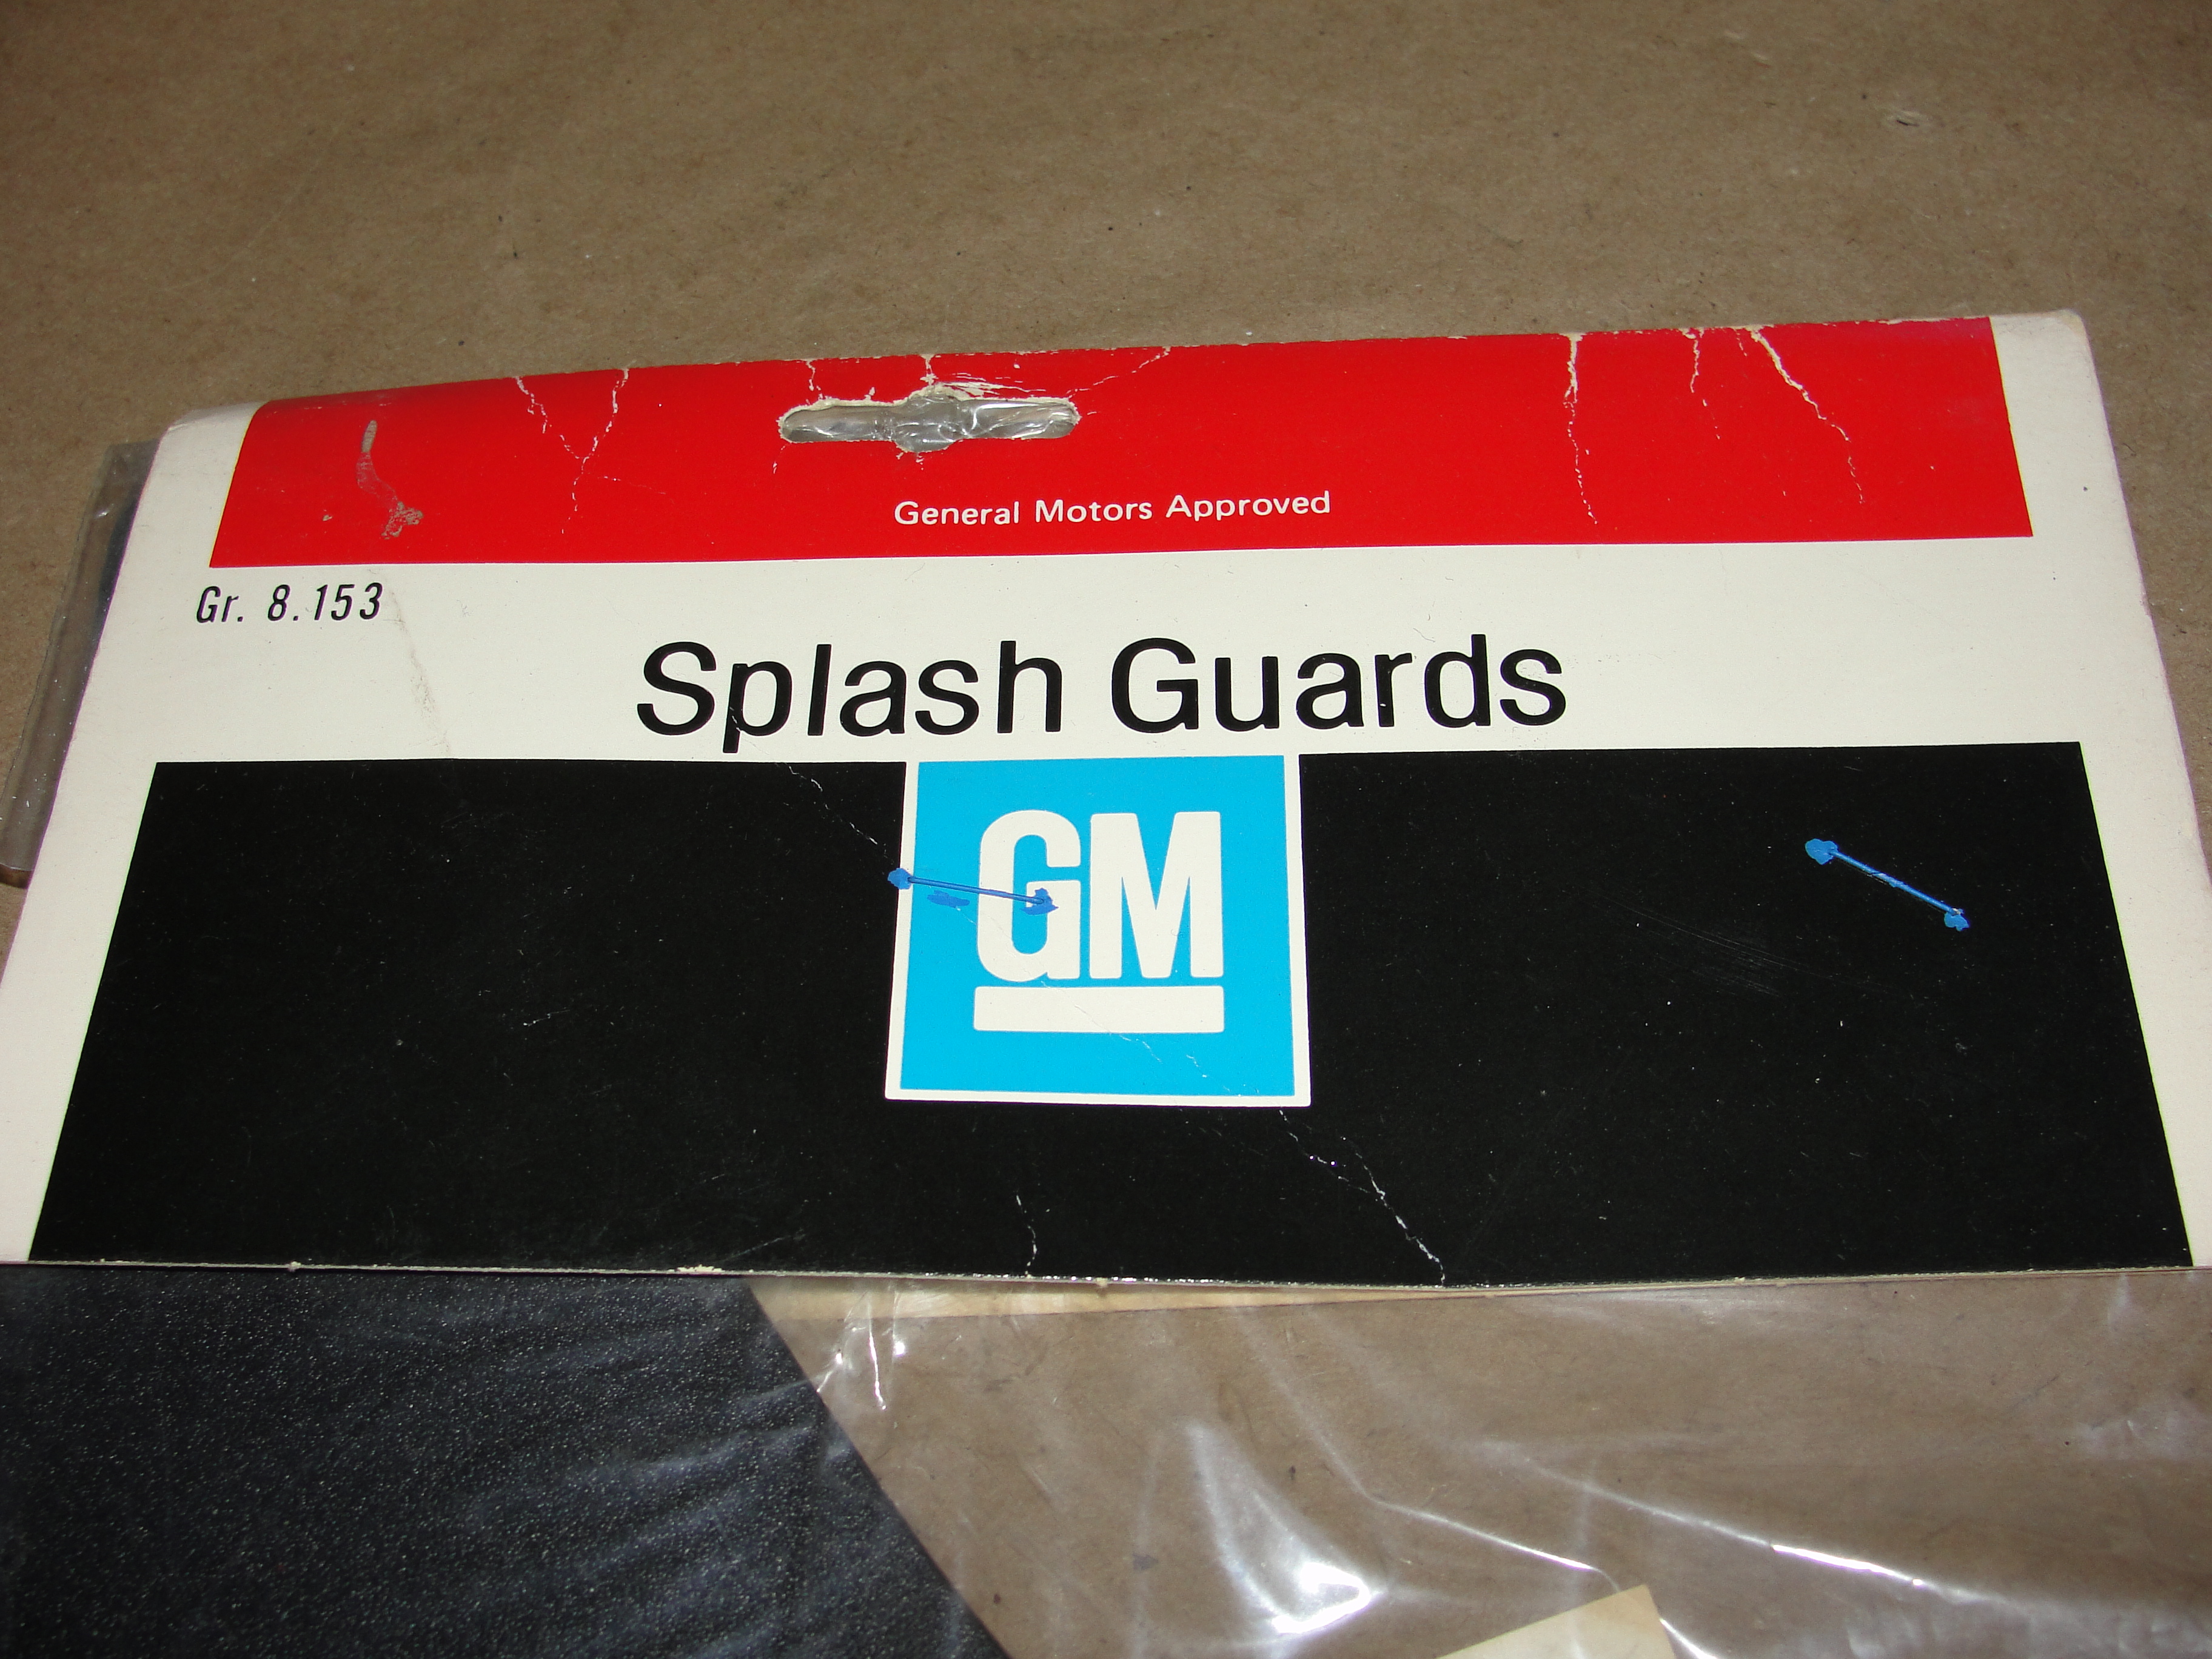 General Motors Approved
Gr. 8.153
Splash Guards
GM